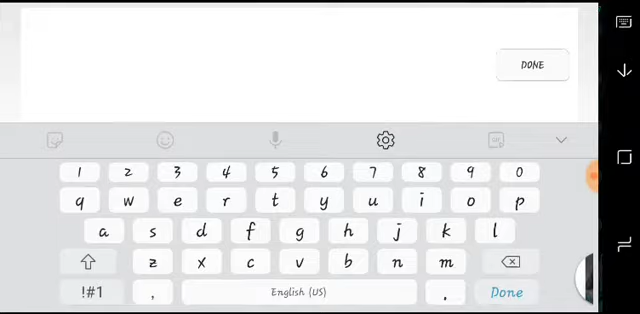 DONE
1 2 3 4 5 6 7 8 9 0
q w e r t y u i o p
a s d f g h j k l
z x c v b n m
!#1 , English (US) . Done